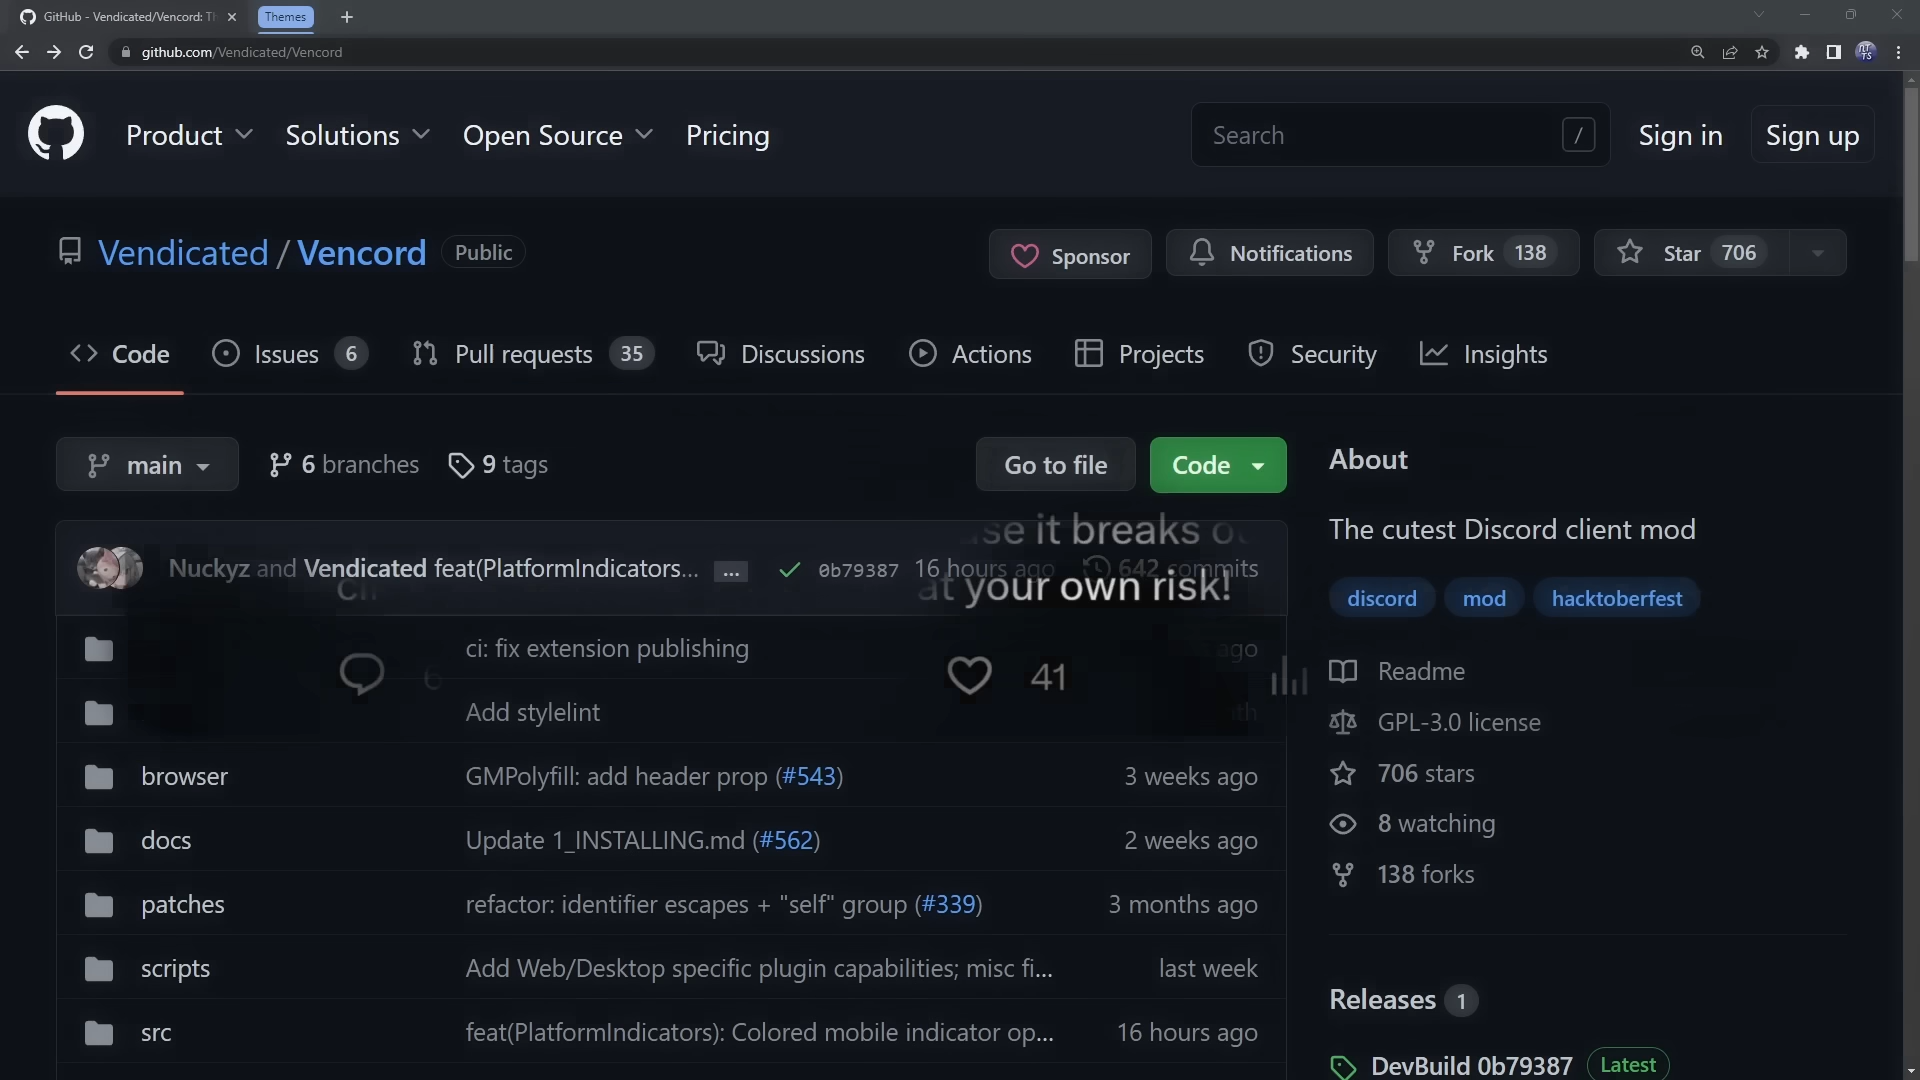 GitHub - Vendicated/Vencord: Th
Themes
github.com/Vendicated/Vencord
Product
Solutions
Open Source
Pricing
Search
/
Sign in
Sign up
Vendicated / Vencord
Public
Sponsor
Notifications
Fork 138
Star 706
Code
Issues 6
Pull requests 35
Discussions
Actions
Projects
Security
Insights
main
6 branches
9 tags
Go to file
Code
Nuckyz and Vendicated feat(PlatformIndicators...
...
0b79387
16 hours ago
642 commits
it breaks
at your own risk!
ci: fix extension publishing
ago
6
41
Add stylelint
browser
GMPolyfill: add header prop (#543)
3 weeks ago
docs
Update 1_INSTALLING.md (#562)
2 weeks ago
patches
refactor: identifier escapes + "self" group (#339)
3 months ago
scripts
Add Web/Desktop specific plugin capabilities; misc fi...
last week
src
feat(PlatformIndicators): Colored mobile indicator op...
16 hours ago
About
The cutest Discord client mod
discord
mod
hacktoberfest
Readme
GPL-3.0 license
706 stars
8 watching
138 forks
Releases 1
DevBuild 0b79387
Latest